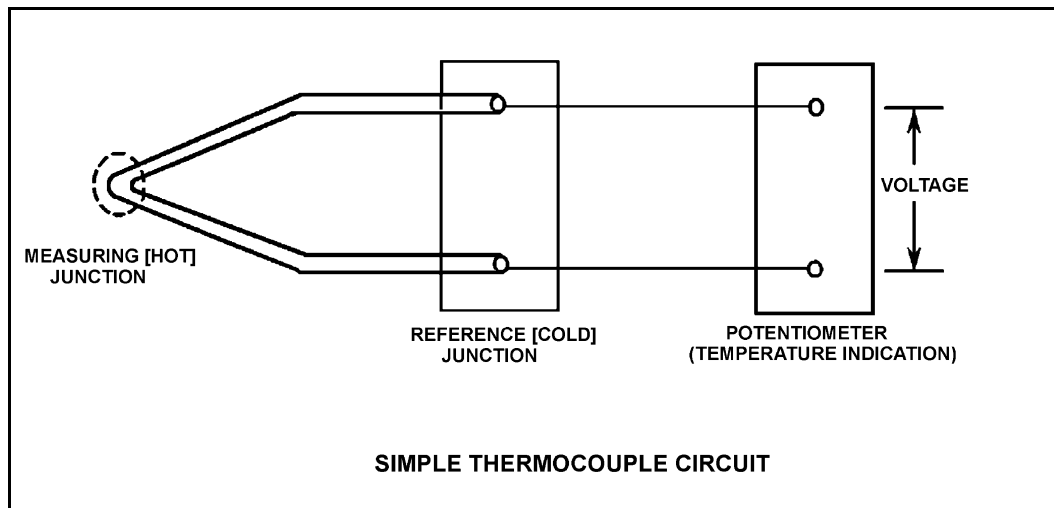 VOLTAGE
MEASURING [HOT]
JUNCTION
REFERENCE [COLD]
JUNCTION
POTENTIOMETER
(TEMPERATURE INDICATION)
SIMPLE THERMOCOUPLE CIRCUIT